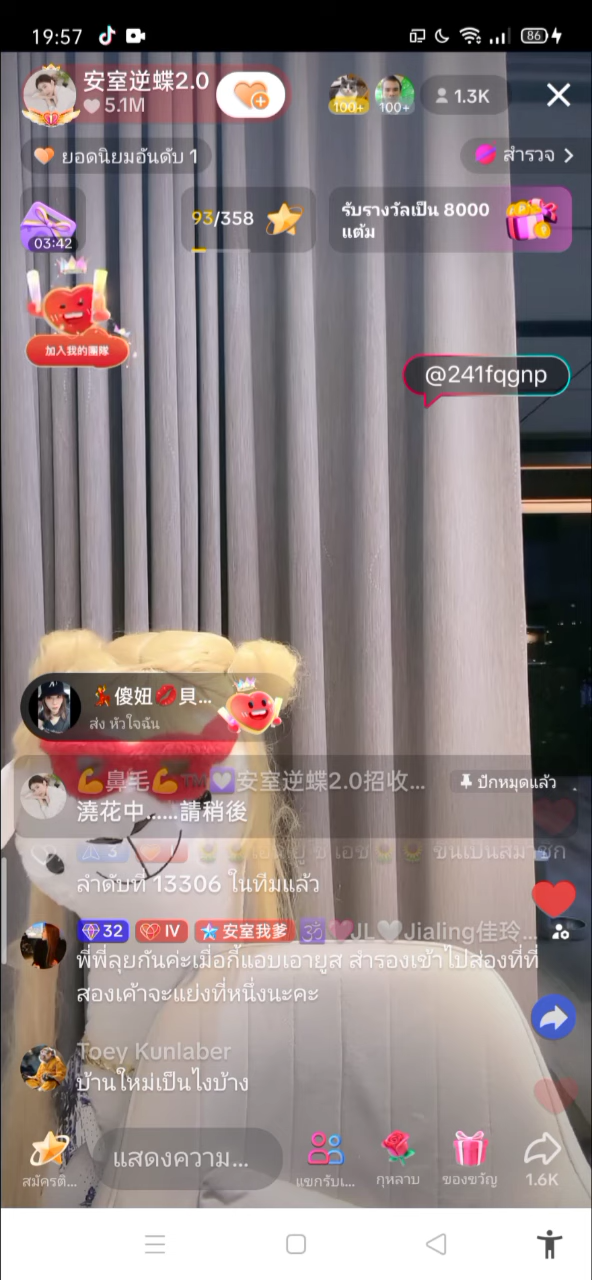 19:57
86
安室逆蝶2.0
5.1M
100+
100+
1.3K
ยอดนิยมอันดับ 1
สำรวจ
03:42
93/358
รับรางวัลเป็น 8000
แต้ม
加入我的團隊
@241fqgnp
傻妞💋貝...
ส่ง หัวใจฉัน
💪鼻毛💪™💜安室逆蝶2.0招收...
ปักหมุดแล้ว
澆花中......請稍後
ขึ้นเป็นสมาชิก
ลำดับที่ 13306 ในทีมแล้ว
32 IV 安室我爹 🕉️❤️JL🤍Jialing佳玲...
พี่พี่ลุยกันค่ะเมื่อกี้แอบเอายูส สำรองเข้าไปส่องที่ที่
สองเค้าจะแย่งที่หนึ่งนะคะ
Toey Kunlaber
บ้านใหม่เป็นไงบ้าง
แสดงความ...
สมัครติ...
แขกรับเ...
กุหลาบ
ของขวัญ
1.6K